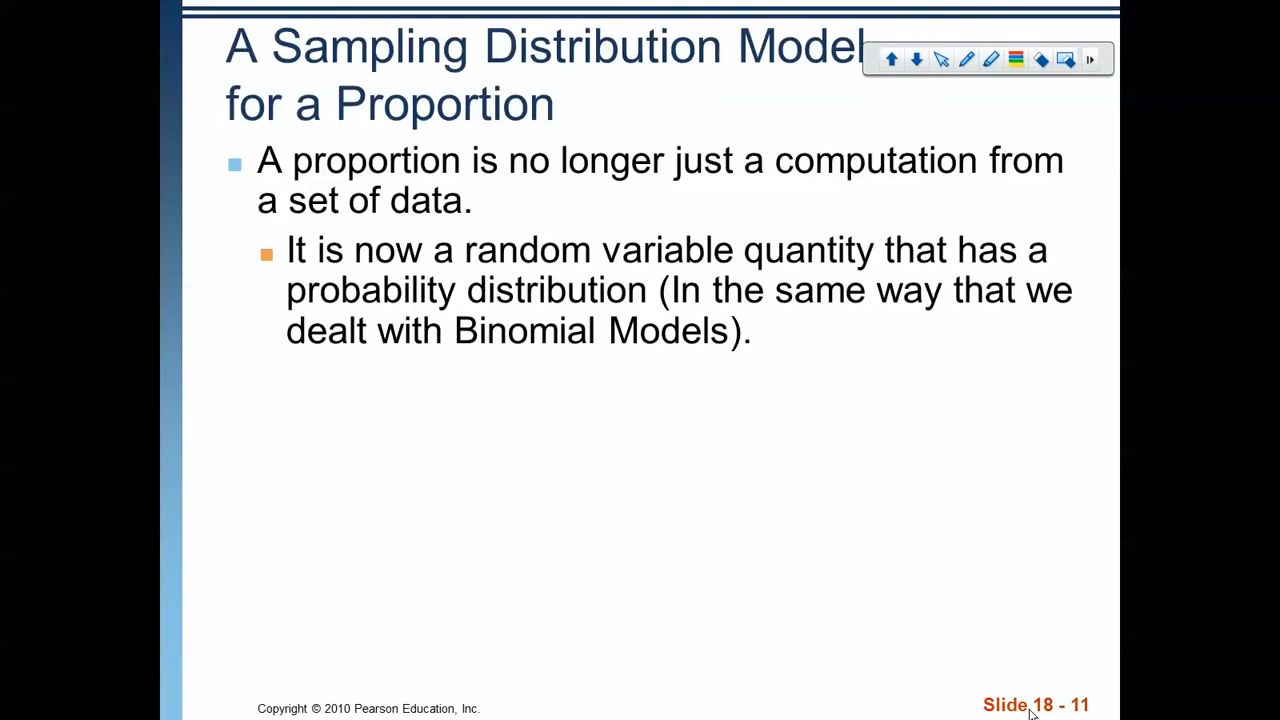 A Sampling Distribution Model
for a Proportion
A proportion is no longer just a computation from
a set of data.
It is now a random variable quantity that has a
probability distribution (In the same way that we
dealt with Binomial Models).
Copyright © 2010 Pearson Education, Inc.
Slide 18 - 11